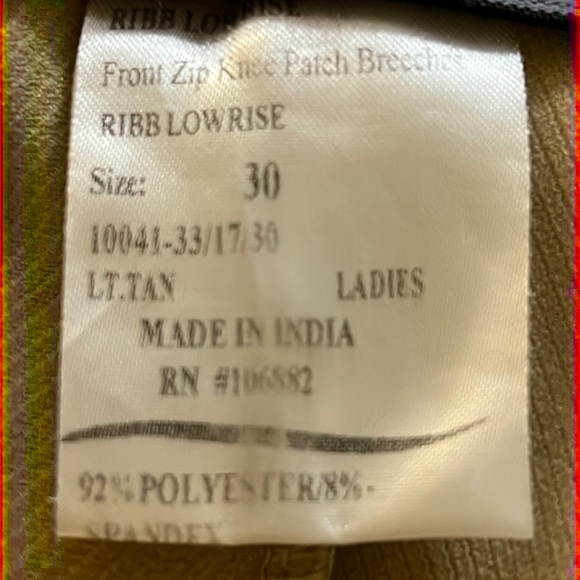 RIBB LOWRISE
Front Zip Knee Patch Breeches
RIBB LOWRISE
Size: 30
10041-33/17/30
LT.TAN LADIES
MADE IN INDIA
RN #106882
92% POLYESTER/8%-
SPANDEX